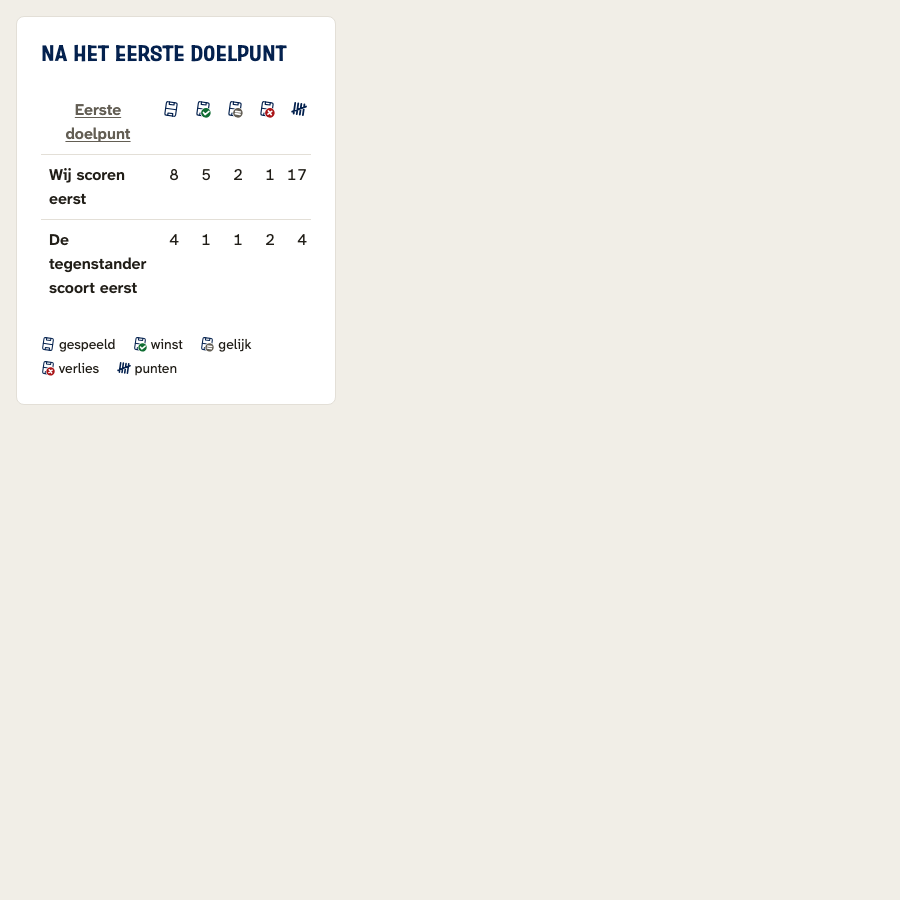 NA HET EERSTE DOELPUNT
Eerste
doelpunt
Wij scoren
eerst
8 5 2 1 17
De
tegenstander
scoort eerst
4 1 1 2 4
gespeeld winst gelijk
verlies punten